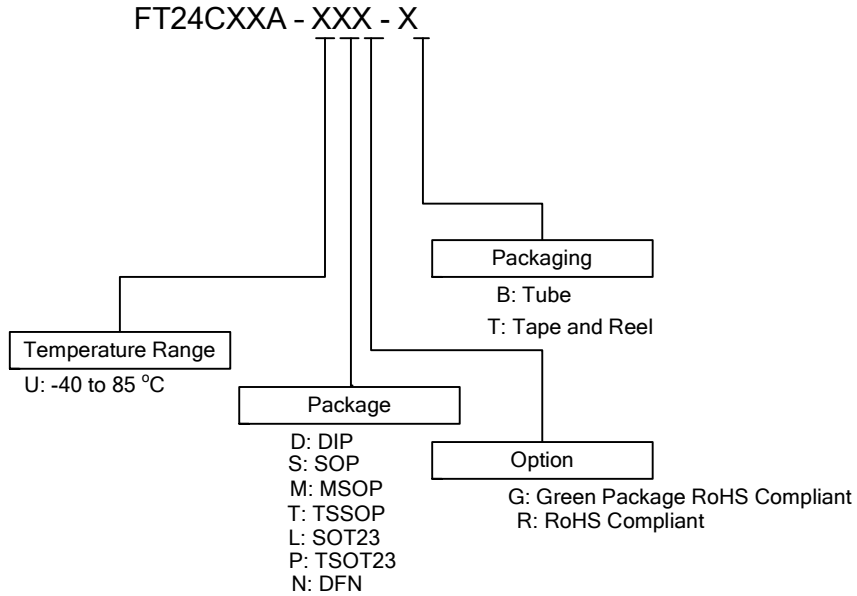 FT24CXXA - XXX - X
Packaging
B: Tube
T: Tape and Reel
Temperature Range
U: -40 to 85 °C
Package
D: DIP
S: SOP
M: MSOP
T: TSSOP
L: SOT23
P: TSOT23
N: DFN
Option
G: Green Package RoHS Compliant
R: RoHS Compliant